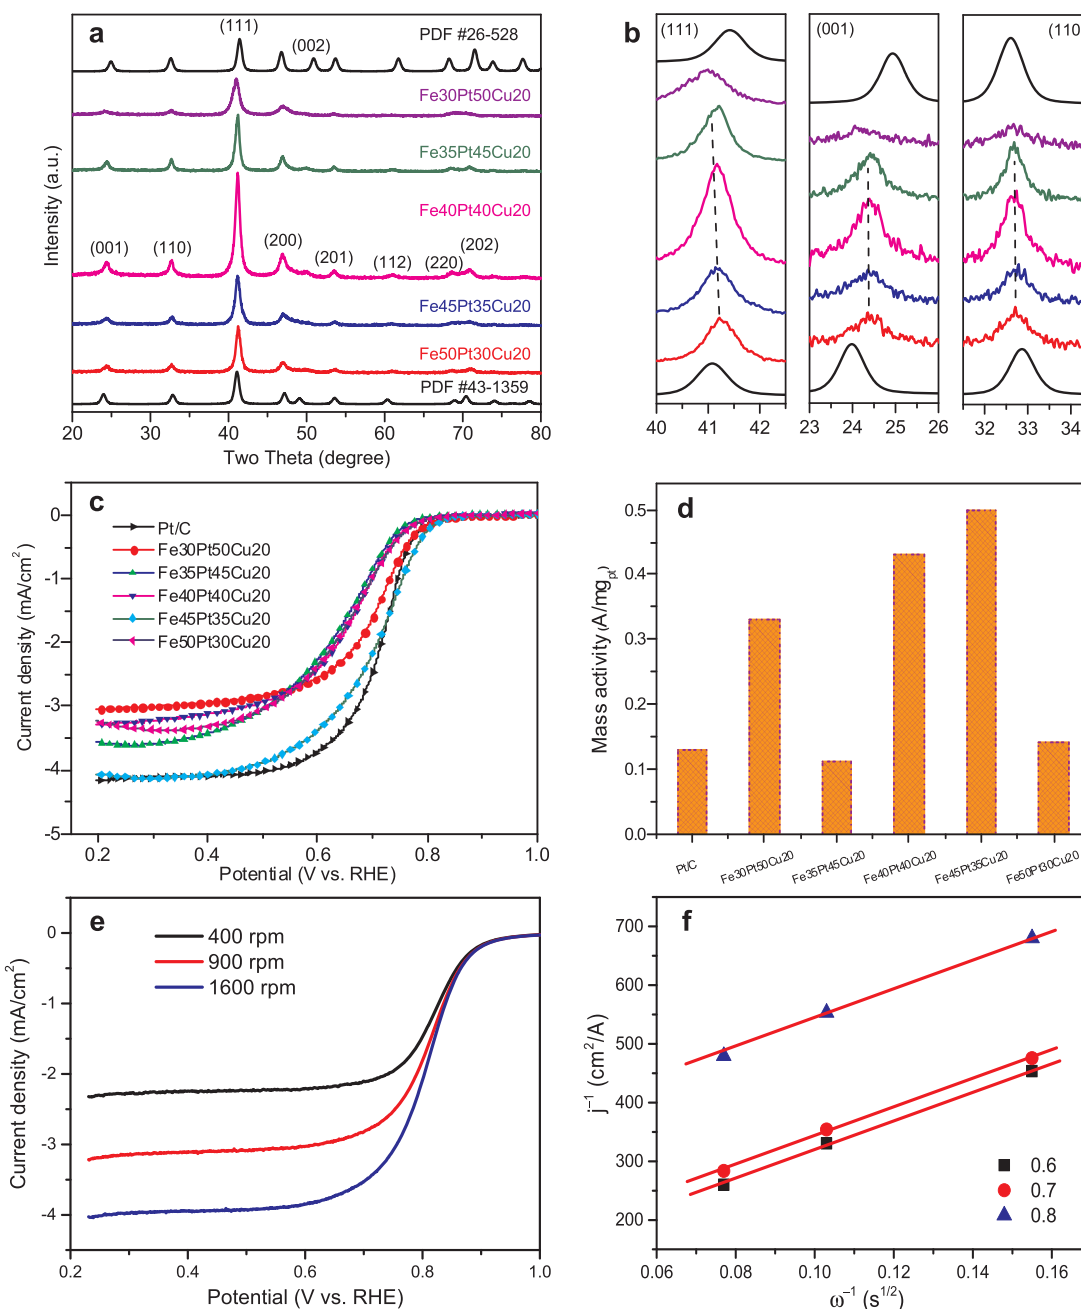 a
(111)
PDF #26-528
(002)
Fe30Pt50Cu20
Fe35Pt45Cu20
Fe40Pt40Cu20
(001)
(110)
(200)
(201)
(112)
(220)
(202)
Fe45Pt35Cu20
Fe50Pt30Cu20
PDF #43-1359
Intensity (a.u.)
20 30 40 50 60 70 80
Two Theta (degree)
b
(111)
(001)
(110
40 41 42
23 24 25 26
32 33 34
c
Pt/C
Fe30Pt50Cu20
Fe35Pt45Cu20
Fe40Pt40Cu20
Fe45Pt35Cu20
Fe50Pt30Cu20
0
-1
-2
-3
-4
-5
Current density (mA/cm²)
0.2 0.4 0.6 0.8 1.0
Potential (V vs. RHE)
d
0.5
0.4
0.3
0.2
0.1
0.0
Mass activity (A/mgpt)
Pt/C
Fe30Pt50Cu20
Fe35Pt45Cu20
Fe40Pt40Cu20
Fe45Pt35Cu20
Fe50Pt30Cu20
e
400 rpm
900 rpm
1600 rpm
0
-1
-2
-3
-4
Current density (mA/cm²)
0.2 0.4 0.6 0.8 1.0
Potential (V vs. RHE)
f
700
600
500
400
300
200
j⁻¹ (cm²/A)
0.6
0.7
0.8
0.06 0.08 0.10 0.12 0.14 0.16
ω⁻¹ (s¹/²)